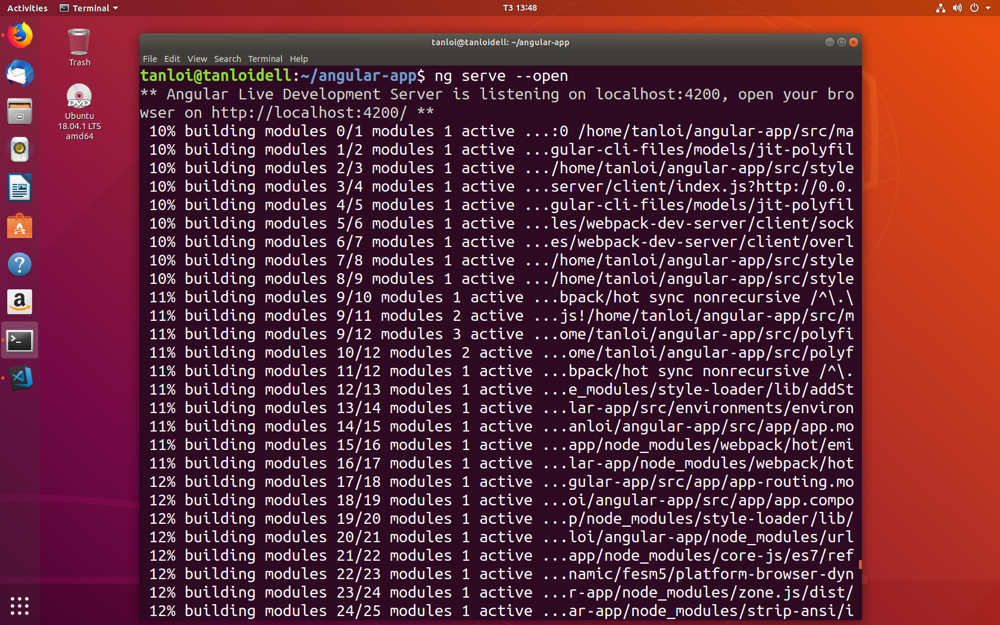 Activities Terminal T3 13:48
Trash
Ubuntu
18.04.1 LTS
amd64
tanloi@tanloidell: ~/angular-app
File Edit View Search Terminal Help
tanloi@tanloidell:~/angular-app$ ng serve --open
** Angular Live Development Server is listening on localhost:4200, open your bro
wser on http://localhost:4200/ **
10% building modules 0/1 modules 1 active ...:0 /home/tanloi/angular-app/src/ma
10% building modules 1/2 modules 1 active ...gular-cli-files/models/jit-polyfil
10% building modules 2/3 modules 1 active .../home/tanloi/angular-app/src/style
10% building modules 3/4 modules 1 active ...server/client/index.js?http://0.0.
10% building modules 4/5 modules 1 active ...gular-cli-files/models/jit-polyfil
10% building modules 5/6 modules 1 active ...les/webpack-dev-server/client/sock
10% building modules 6/7 modules 1 active ...es/webpack-dev-server/client/overl
10% building modules 7/8 modules 1 active .../home/tanloi/angular-app/src/style
10% building modules 8/9 modules 1 active .../home/tanloi/angular-app/src/style
11% building modules 9/10 modules 1 active ...bpack/hot sync nonrecursive /^\.\
11% building modules 9/11 modules 2 active ...js!/home/tanloi/angular-app/src/m
11% building modules 9/12 modules 3 active ...ome/tanloi/angular-app/src/polyfi
11% building modules 10/12 modules 2 active ...ome/tanloi/angular-app/src/polyf
11% building modules 11/12 modules 1 active ...bpack/hot sync nonrecursive /^\.
11% building modules 12/13 modules 1 active ...e_modules/style-loader/lib/addSt
11% building modules 13/14 modules 1 active ...lar-app/src/environments/environ
11% building modules 14/15 modules 1 active ...anloi/angular-app/src/app/app.mo
11% building modules 15/16 modules 1 active ...app/node_modules/webpack/hot/emi
11% building modules 16/17 modules 1 active ...lar-app/node_modules/webpack/hot
12% building modules 17/18 modules 1 active ...gular-app/src/app/app-routing.mo
12% building modules 18/19 modules 1 active ...oi/angular-app/src/app/app.compo
12% building modules 19/20 modules 1 active ...p/node_modules/style-loader/lib/
12% building modules 20/21 modules 1 active ...loi/angular-app/node_modules/url
12% building modules 21/22 modules 1 active ...app/node_modules/core-js/es7/ref
12% building modules 22/23 modules 1 active ...namic/fesm5/platform-browser-dyn
12% building modules 23/24 modules 1 active ...r-app/node_modules/zone.js/dist/
12% building modules 24/25 modules 1 active ...ar-app/node_modules/strip-ansi/i